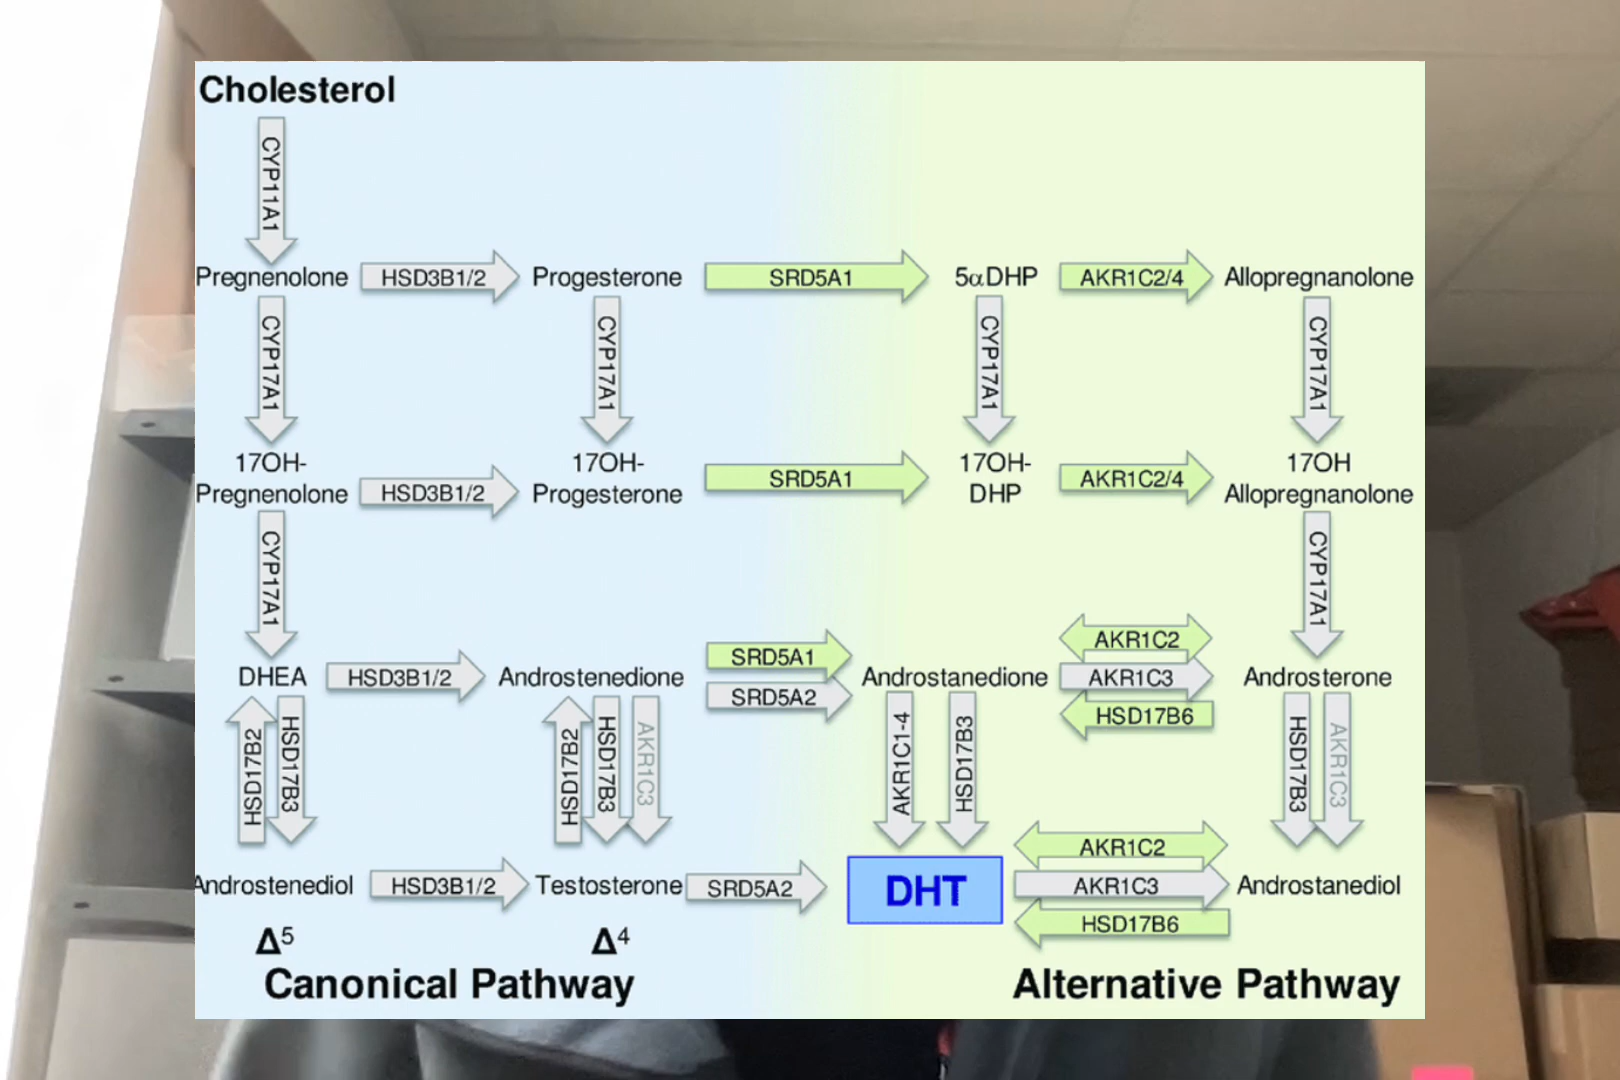 Cholesterol
CYP11A1
Pregnenolone
HSD3B1/2
Progesterone
SRD5A1
5αDHP
AKR1C2/4
Allopregnanolone
CYP17A1
CYP17A1
CYP17A1
CYP17A1
17OH-
Pregnenolone
HSD3B1/2
17OH-
Progesterone
SRD5A1
17OH-
DHP
AKR1C2/4
17OH
Allopregnanolone
CYP17A1
CYP17A1
DHEA
HSD3B1/2
Androstenedione
SRD5A1
SRD5A2
Androstanedione
AKR1C2
AKR1C3
HSD17B6
Androsterone
HSD17B2
HSD17B3
HSD17B2
HSD17B3
AKR1C3
AKR1C1-4
HSD17B3
HSD17B3
AKR1C3
Androstenediol
HSD3B1/2
Testosterone
SRD5A2
DHT
AKR1C2
AKR1C3
HSD17B6
Androstanediol
Δ5
Δ4
Canonical Pathway
Alternative Pathway